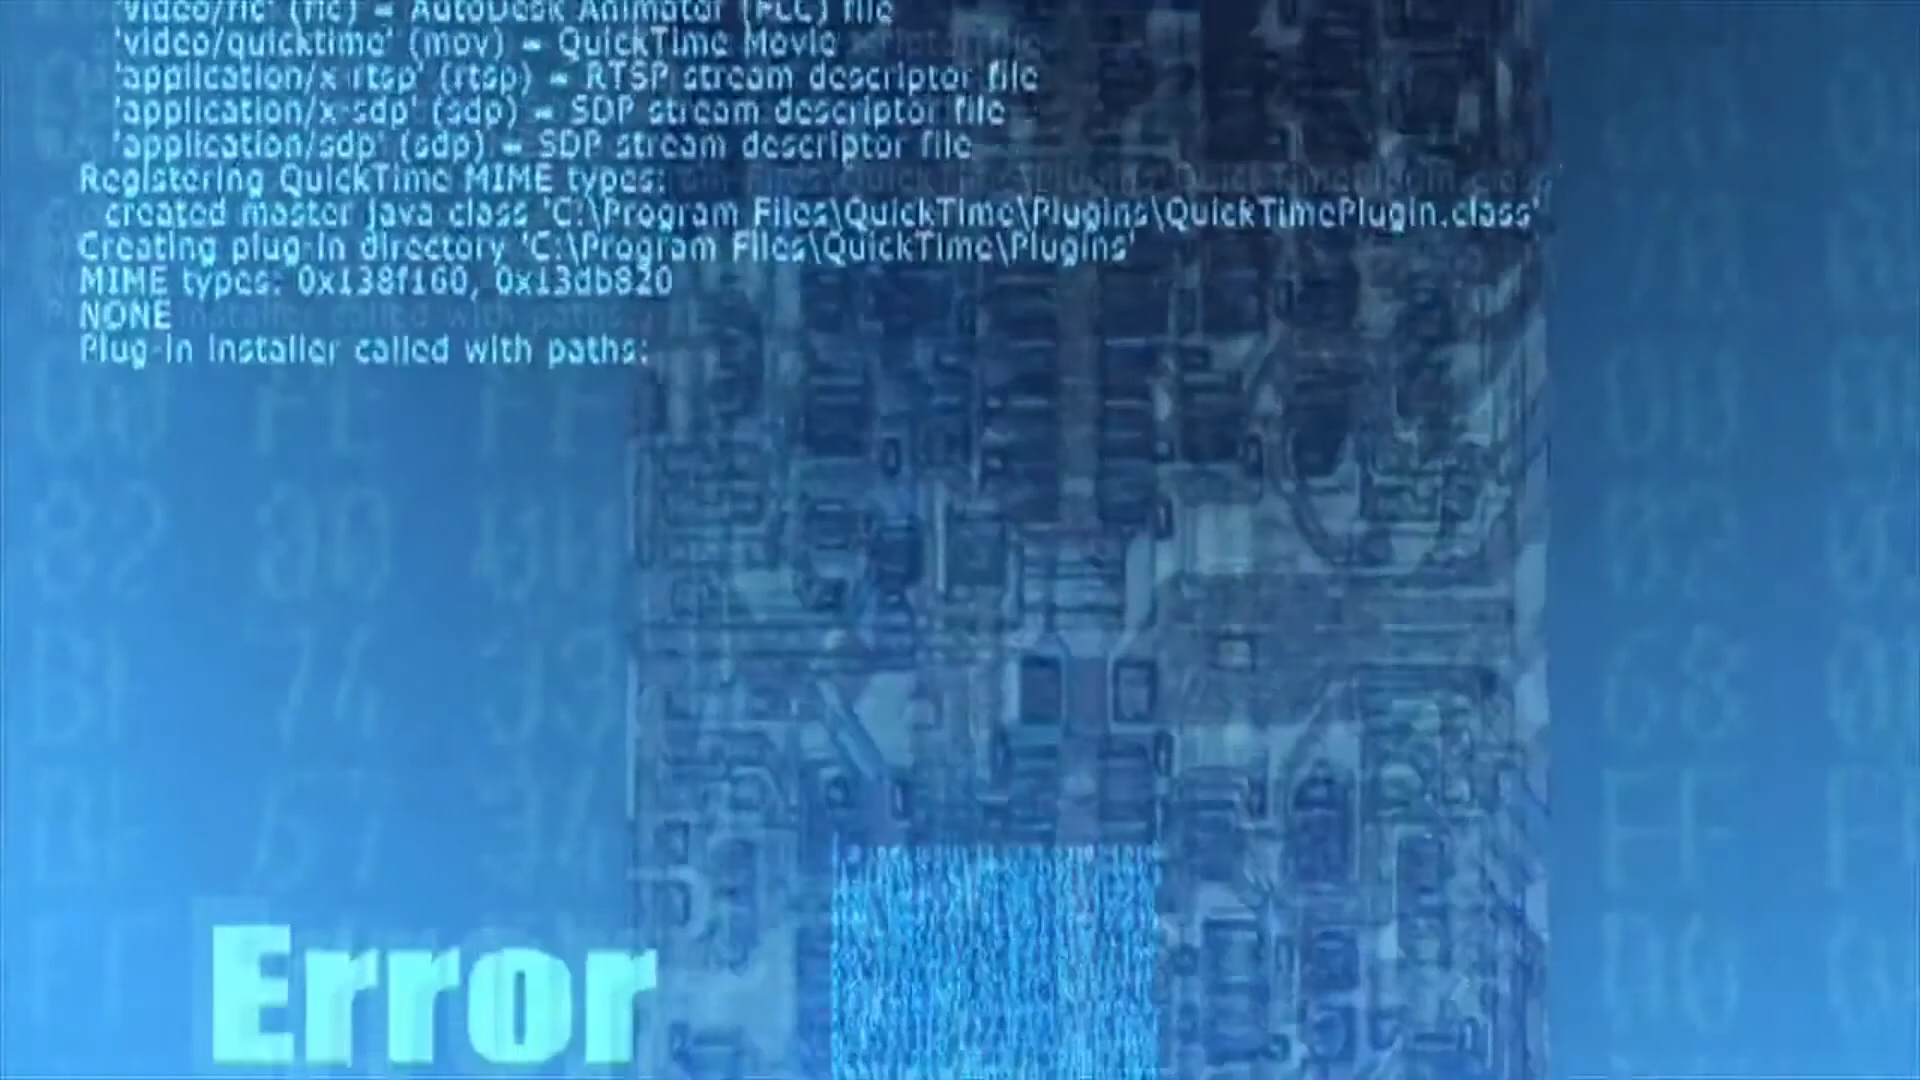 'video/flc' (flc) - AutoDesk Animator (FLC) file
'video/quicktime' (mov) - QuickTime Movie
'application/x-rtsp' (rtsp) - RTSP stream descriptor file
'application/x-sdp' (sdp) - SDP stream descriptor file
'application/sdp' (sdp) - SDP stream descriptor file
Registering QuickTime MIME types:
created master java class 'C:\Program Files\QuickTime\Plugins\QuickTimePlugin.class'
Creating plug-in directory 'C:\Program Files\QuickTime\Plugins'
MIME types: 0x138f160, 0x13db820
NONE
Plug-in installer called with paths:
82
68
Error